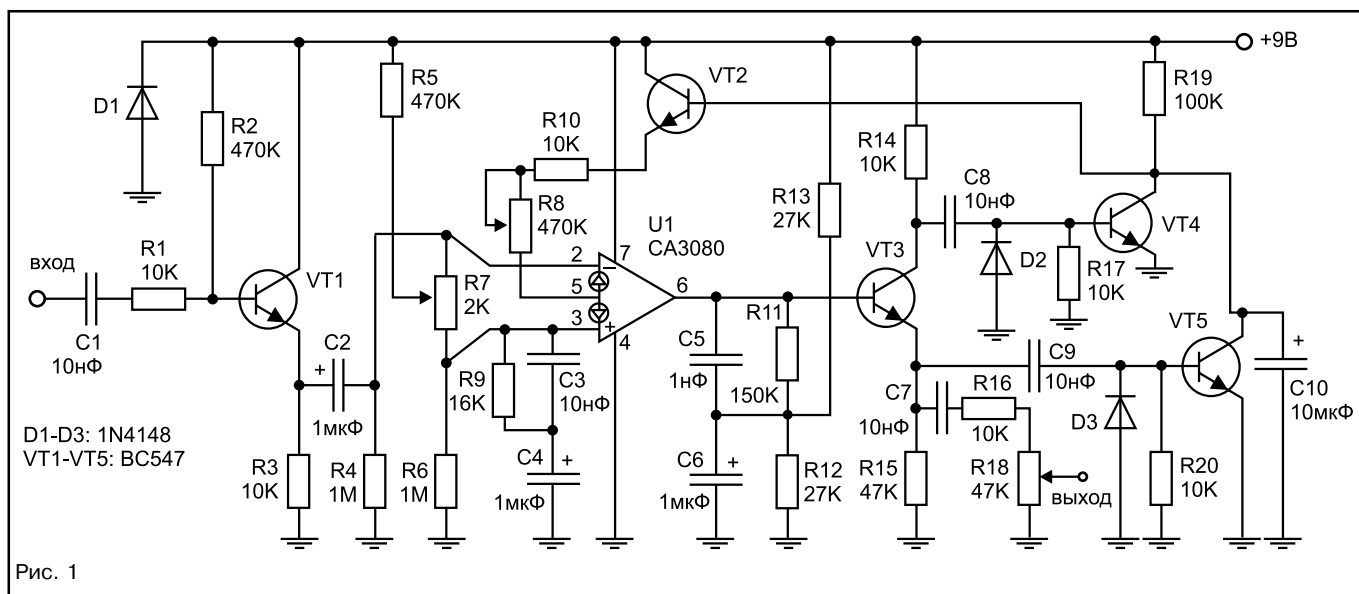 +9В
D1
R2
470K
R5
470K
VT2
R19
100K
R10
10K
R14
10K
R13
27K
C8
10нФ
R8
470K
U1
CA3080
VT4
R1
10K
вход
C1
10нФ
VT1
R7
2K
2
7
5
3
4
6
VT3
D2
R17
10K
R11
150K
C2
+
1мкФ
R9
16K
C3
10нФ
C5
1нФ
VT5
C9
10нФ
C7
10нФ
R16
10K
D3
+
C10
10мкФ
D1-D3: 1N4148
VT1-VT5: BC547
R3
10K
R4
1M
R6
1M
C4
+
1мкФ
C6
+
1мкФ
R12
27K
R15
47K
R18
47K
выход
R20
10K
Рис. 1